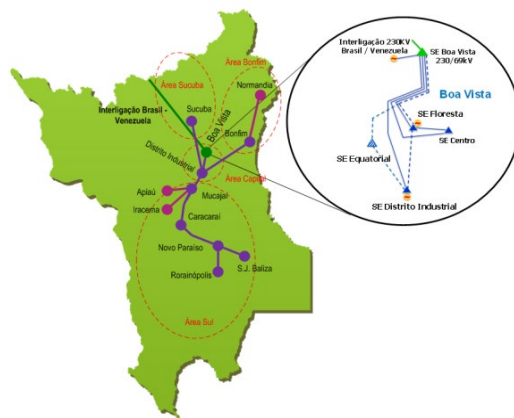 Área Sucuba
Área Bonfim
Normandia
Interligação Brasil -
Venezuela
Sucuba
Boa Vista
Bonfim
Distrito Industrial
Área Capital
Apiaú
Mucajaí
Iracema
Caracaraí
Novo Paraíso
S.J. Baliza
Rorainópolis
Área Sul
Interligação 230KV
Brasil / Venezuela
SE Boa Vista
230/69kV
Boa Vista
SE Floresta
SE Centro
SE Equatorial
SE Distrito Industrial